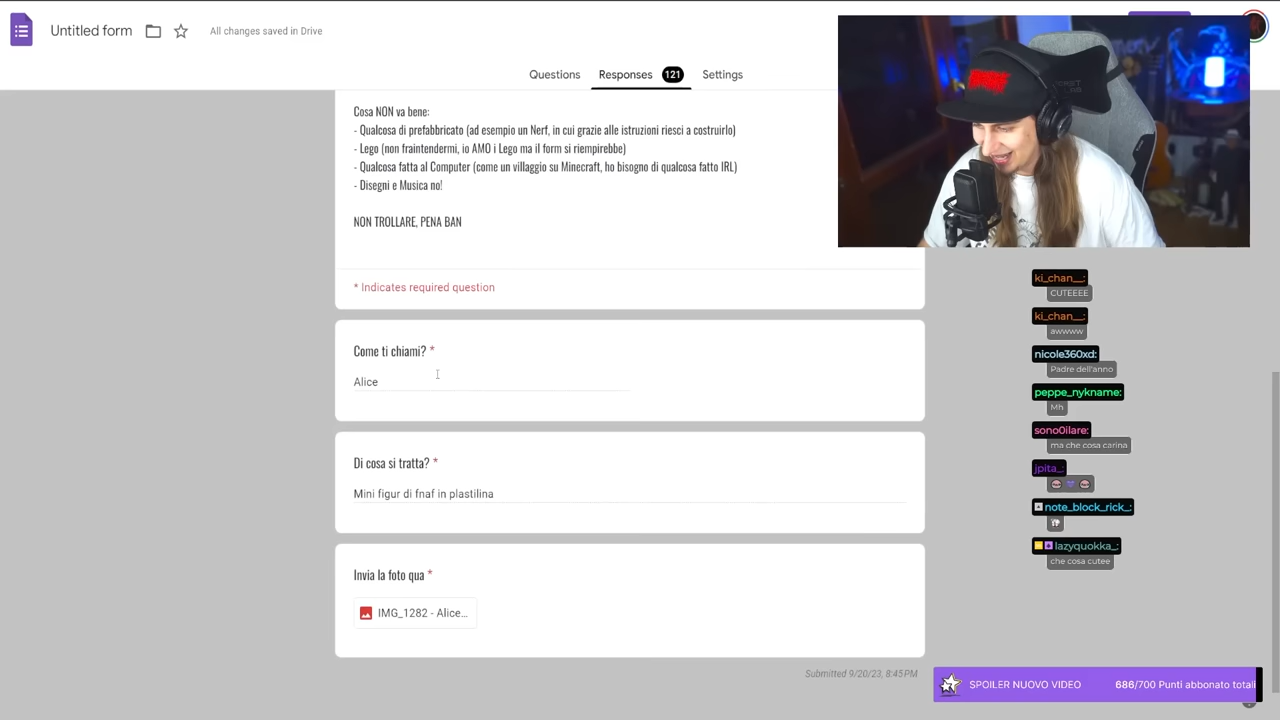 Untitled form
All changes saved in Drive
Questions
Responses 121
Settings
Cosa NON va bene:
- Qualcosa di prefabbricato (ad esempio un Nerf, in cui grazie alle istruzioni riesci a costruirlo)
- Lego (non fraintendermi, io AMO i Lego ma il form si riempirebbe)
- Qualcosa fatta al Computer (come un villaggio su Minecraft, ho bisogno di qualcosa fatto IRL)
- Disegni e Musica no!
NON TROLLARE, PENA BAN
* Indicates required question
Come ti chiami? *
Alice
Di cosa si tratta? *
Mini figur di fnaf in plastilina
Invia la foto qua *
IMG_1282 - Alice...
Submitted 9/20/23, 8:45 PM
ki_chan__:
CUTEEEE
ki_chan__:
awwww
nicole360xd:
Padre dell'anno
peppe_nykname:
Mh
sono0ilare:
ma che cosa carina
jpita_:
note_block_rick_:
lazyquokka_:
che cosa cutee
SPOILER NUOVO VIDEO
686/700 Punti abbonato totali